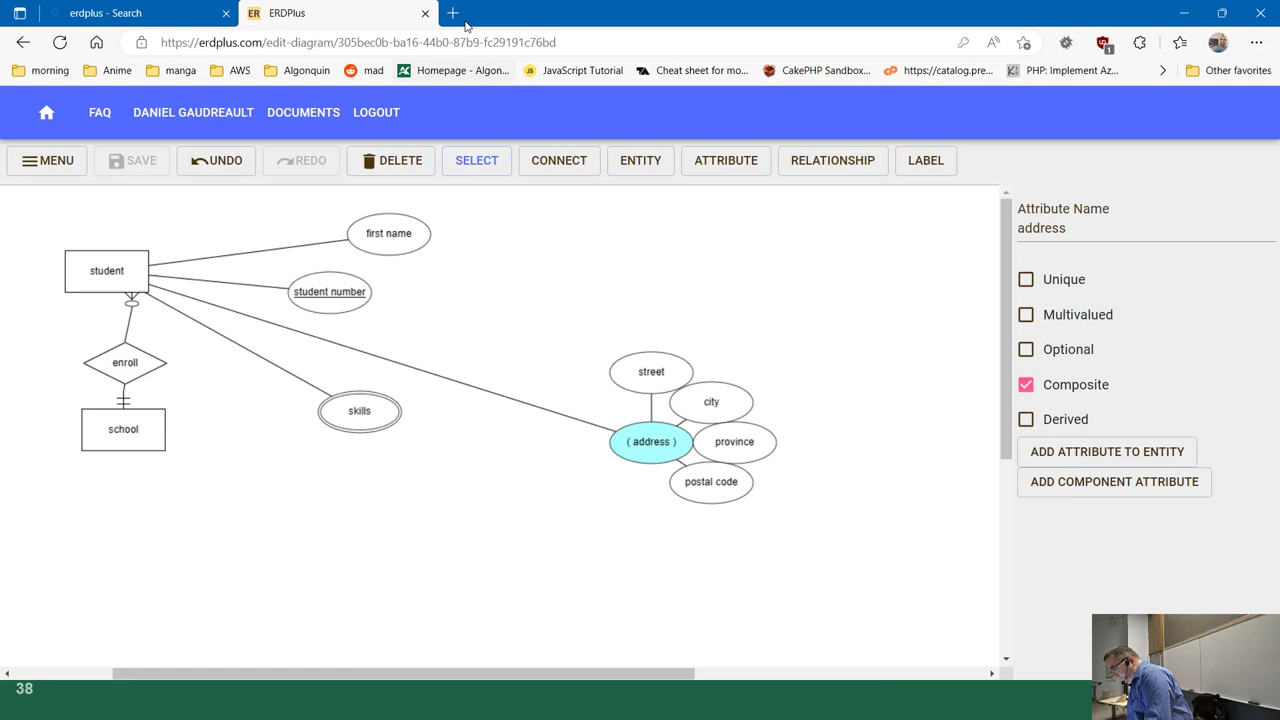 erdplus - Search
ER ERDPlus
https://erdplus.com/edit-diagram/305bec0b-ba16-44b0-87b9-fc29191c76bd
1
morning Anime manga AWS Algonquin mad Homepage - Algon... JS JavaScript Tutorial Cheat sheet for mo... CakePHP Sandbox... https://catalog.pre... PHP: Implement Az... Other favorites
FAQ DANIEL GAUDREAULT DOCUMENTS LOGOUT
MENU SAVE UNDO REDO DELETE SELECT CONNECT ENTITY ATTRIBUTE RELATIONSHIP LABEL
Attribute Name
address
Unique
Multivalued
Optional
Composite
Derived
ADD ATTRIBUTE TO ENTITY
ADD COMPONENT ATTRIBUTE
first name
student
student number
enroll
street
city
skills
school
( address )
province
postal code
38